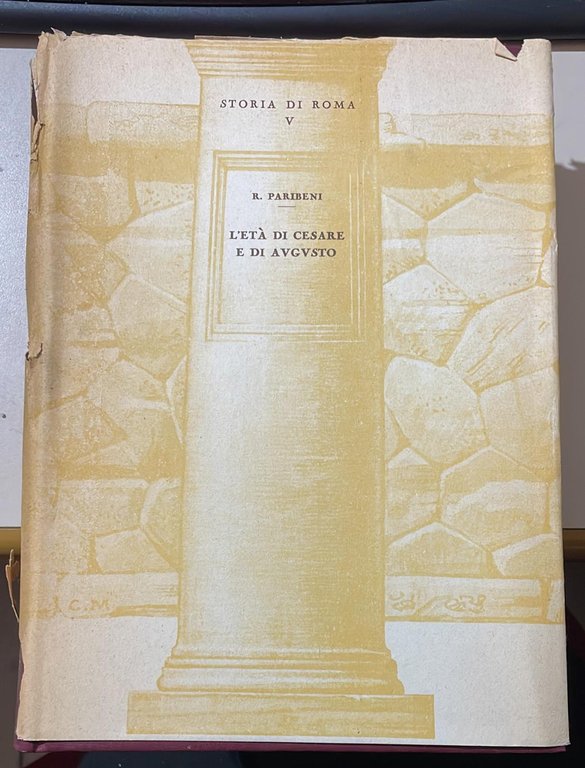 STORIA DI ROMA
V
R. PARIBENI
L'ETÀ DI CESARE
E DI AVGVSTO
C. M